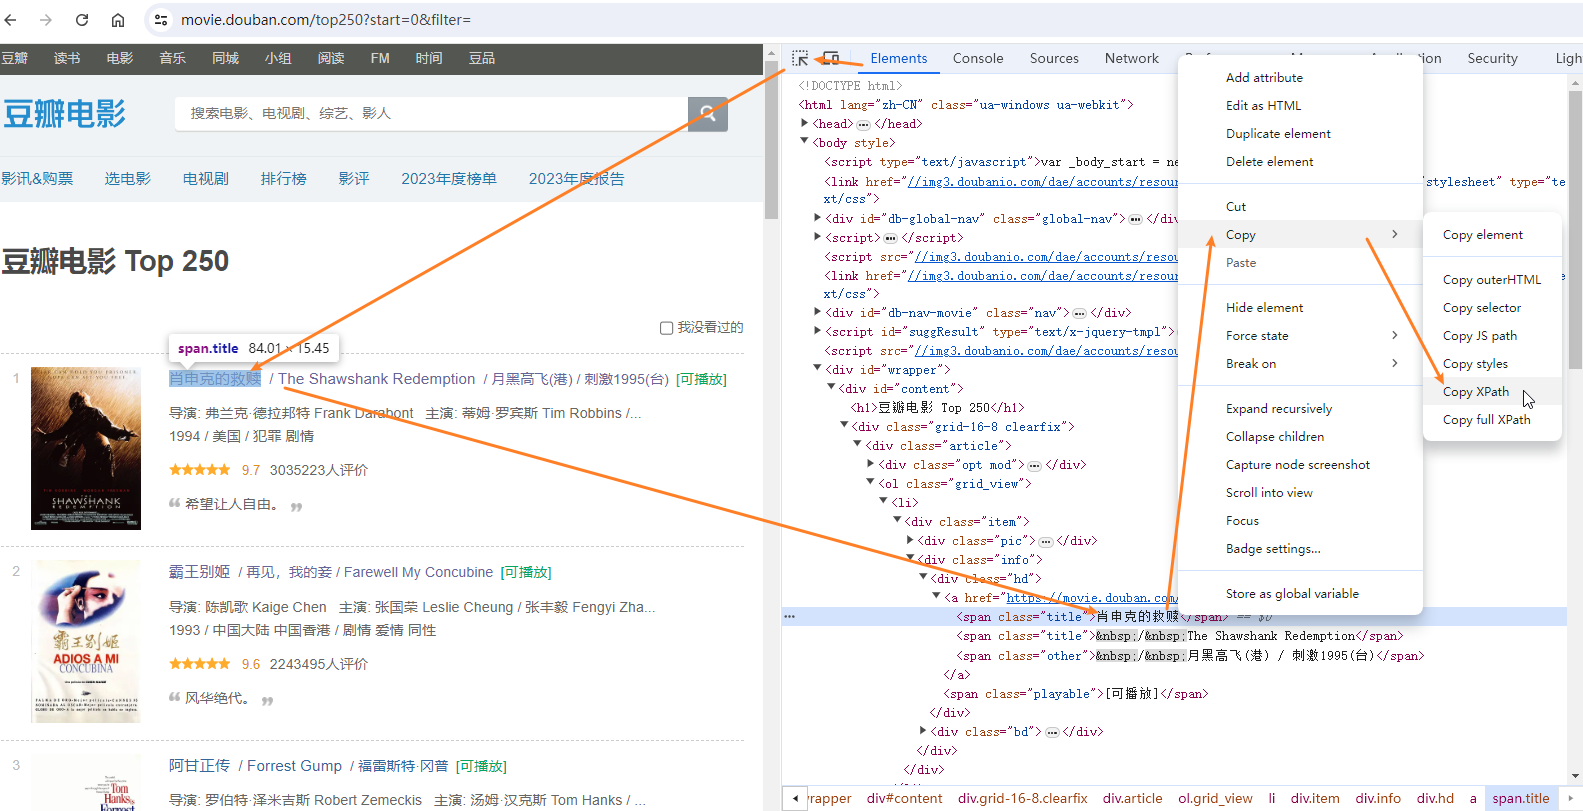 movie.douban.com/top250?start=0&filter=
豆瓣 读书 电影 音乐 同城 小组 阅读 FM 时间 豆品
豆瓣电影
搜索电影、电视剧、综艺、影人
影讯&购票 选电影 电视剧 排行榜 影评 2023年度榜单 2023年度报告
豆瓣电影 Top 250
我没看过的
span.title 84.01 × 15.45
1
肖申克的救赎 / The Shawshank Redemption / 月黑高飞(港) / 刺激1995(台) [可播放]
导演: 弗兰克·德拉邦特 Frank Darabont 主演: 蒂姆·罗宾斯 Tim Robbins /...
1994 / 美国 / 犯罪 剧情
9.7 3035223人评价
希望让人自由。
THE
SHAWSHANK
REDEMPTION
2
霸王别姬 / 再见，我的妾 / Farewell My Concubine [可播放]
导演: 陈凯歌 Kaige Chen 主演: 张国荣 Leslie Cheung / 张丰毅 Fengyi Zha...
1993 / 中国大陆 中国香港 / 剧情 爱情 同性
9.6 2243495人评价
风华绝代。
霸王别姬
ADIOS A MI
CONCUBINA
3
阿甘正传 / Forrest Gump / 福雷斯特·冈普 [可播放]
导演: 罗伯特·泽米吉斯 Robert Zemeckis 主演: 汤姆·汉克斯 Tom Hanks / ...
Tom
Hanks
Forrest
Elements Console Sources Network
Security Ligh
<!DOCTYPE html>
<html lang="zh-CN" class="ua-windows ua-webkit">
<head> … </head>
<body style>
<script type="text/javascript">var _body_start = ne
<link href="//img3.doubanio.com/dae/accounts/resour stylesheet" type="te
xt/css">
<div id="db-global-nav" class="global-nav"> … </div>
<script> … </script>
<script src="//img3.doubanio.com/dae/accounts/resour
<link href="//img3.doubanio.com/dae/accounts/resour
xt/css">
<div id="db-nav-movie" class="nav"> … </div>
<script id="suggResult" type="text/x-jquery-tmpl">
<script src="//img3.doubanio.com/dae/accounts/resour
<div id="wrapper">
<div id="content">
<h1>豆瓣电影 Top 250</h1>
<div class="grid-16-8 clearfix">
<div class="article">
<div class="opt mod"> … </div>
<ol class="grid_view">
<li>
<div class="item">
<div class="pic"> … </div>
<div class="info">
<div class="hd">
<a href="https://movie.douban.com/
<span class="title">肖申克的救赎</span> == $0
<span class="title">&nbsp;/&nbsp;The Shawshank Redemption</span>
<span class="other">&nbsp;/&nbsp;月黑高飞(港) / 刺激1995(台)</span>
</a>
<span class="playable">[可播放]</span>
</div>
<div class="bd"> … </div>
</div>
</div>
wrapper div#content div.grid-16-8.clearfix div.article ol.grid_view li div.item div.info div.hd a span.title
Add attribute
Edit as HTML
Duplicate element
Delete element
Cut
Copy
Paste
Hide element
Force state
Break on
Expand recursively
Collapse children
Capture node screenshot
Scroll into view
Focus
Badge settings...
Store as global variable
Copy element
Copy outerHTML
Copy selector
Copy JS path
Copy styles
Copy XPath
Copy full XPath